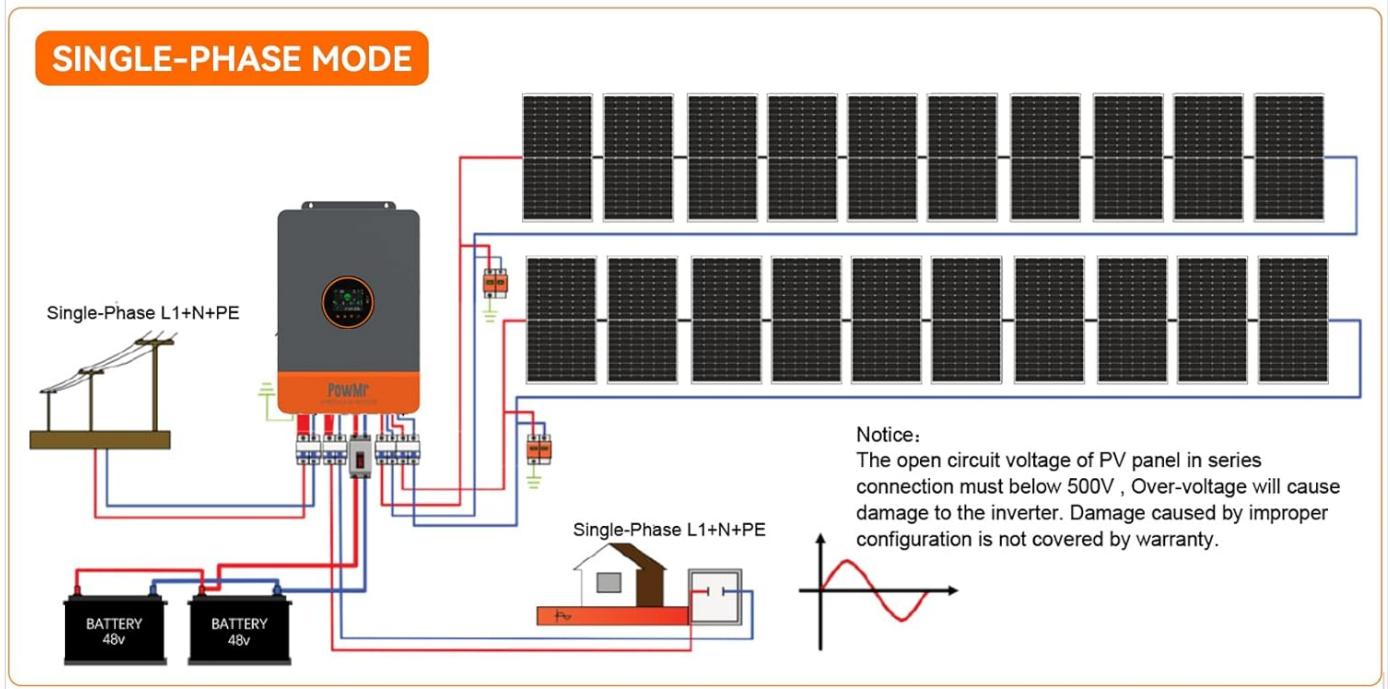 SINGLE-PHASE MODE
Single-Phase L1+N+PE
PowMr
Notice：
The open circuit voltage of PV panel in series
connection must below 500V , Over-voltage will cause
damage to the inverter. Damage caused by improper
configuration is not covered by warranty.
Single-Phase L1+N+PE
BATTERY
48v
BATTERY
48v